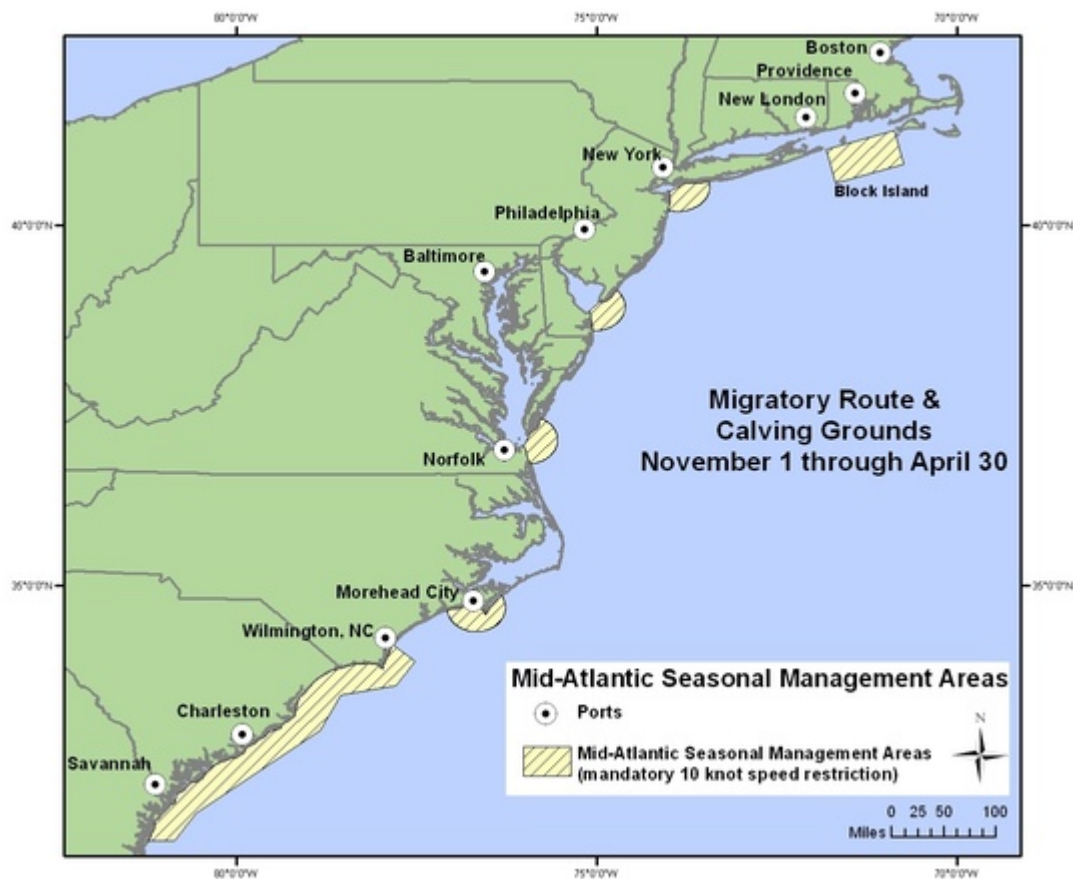 80°0'0"W 75°0'0"W 70°0'0"W
Boston
Providence
New London
New York
Block Island
40°0'0"N 40°0'0"N
Philadelphia
Baltimore
Migratory Route &
Calving Grounds
November 1 through April 30
Norfolk
35°0'0"N 35°0'0"N
Morehead City
Wilmington, NC
Charleston
Savannah
Mid-Atlantic Seasonal Management Areas
Ports
N
Mid-Atlantic Seasonal Management Areas
(mandatory 10 knot speed restriction)
0 25 50 100
Miles
80°0'0"W 75°0'0"W 70°0'0"W